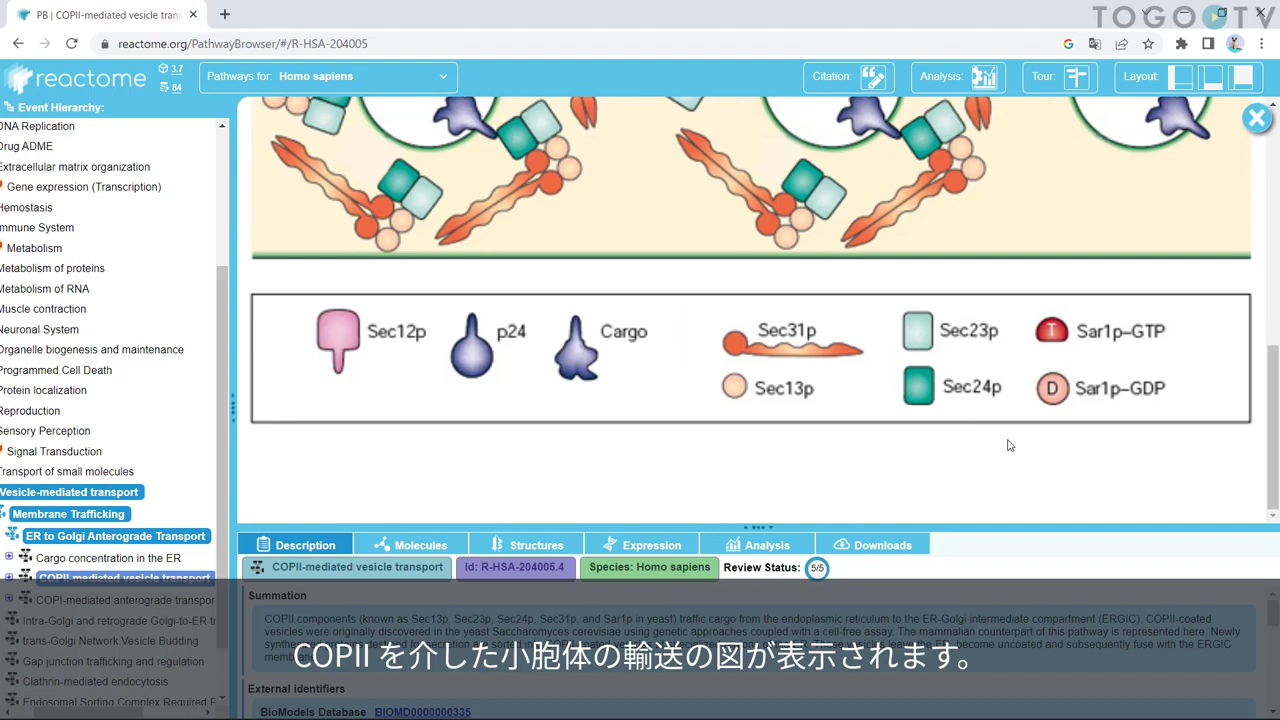 PB | COPII-mediated vesicle trans
TOGO TV
reactome.org/PathwayBrowser/#/R-HSA-204005
reactome
3.7
84
Pathways for: Homo sapiens
Citation:
Analysis:
Tour:
Layout:
Event Hierarchy:
DNA Replication
Drug ADME
Extracellular matrix organization
Gene expression (Transcription)
Hemostasis
mmune System
Metabolism
Metabolism of proteins
Metabolism of RNA
Muscle contraction
Neuronal System
Organelle biogenesis and maintenance
Programmed Cell Death
Protein localization
Reproduction
Sensory Perception
Signal Transduction
Transport of small molecules
Vesicle-mediated transport
Membrane Trafficking
ER to Golgi Anterograde Transport
Cargo concentration in the ER
COPII-mediated vesicle transport
COPI-mediated anterograde transpor
Intra-Golgi and retrograde Golgi-to-ER tr
trans-Golgi Network Vesicle Budding
Gap junction trafficking and regulation
Clathrin-mediated endocytosis
Endosomal Sorting Complex Required F
Sec12p
p24
Cargo
Sec31p
Sec13p
Sec23p
Sec24p
T
Sar1p–GTP
D
Sar1p–GDP
Description
Molecules
Structures
Expression
Analysis
Downloads
COPII-mediated vesicle transport
Id: R-HSA-204005.4
Species: Homo sapiens
Review Status:
5/5
Summation
COPII components (known as Sec13p, Sec23p, Sec24p, Sec31p, and Sar1p in yeast) traffic cargo from the endoplasmic reticulum to the ER-Golgi intermediate compartment (ERGIC). COPII-coated
vesicles were originally discovered in the yeast Saccharomyces cerevisiae using genetic approaches coupled with a cell-free assay. The mammalian counterpart of this pathway is represented here. Newly
COPII を介した小胞体の輸送の図が表示されます。
External identifiers
BioModels Database BIOMD0000000335